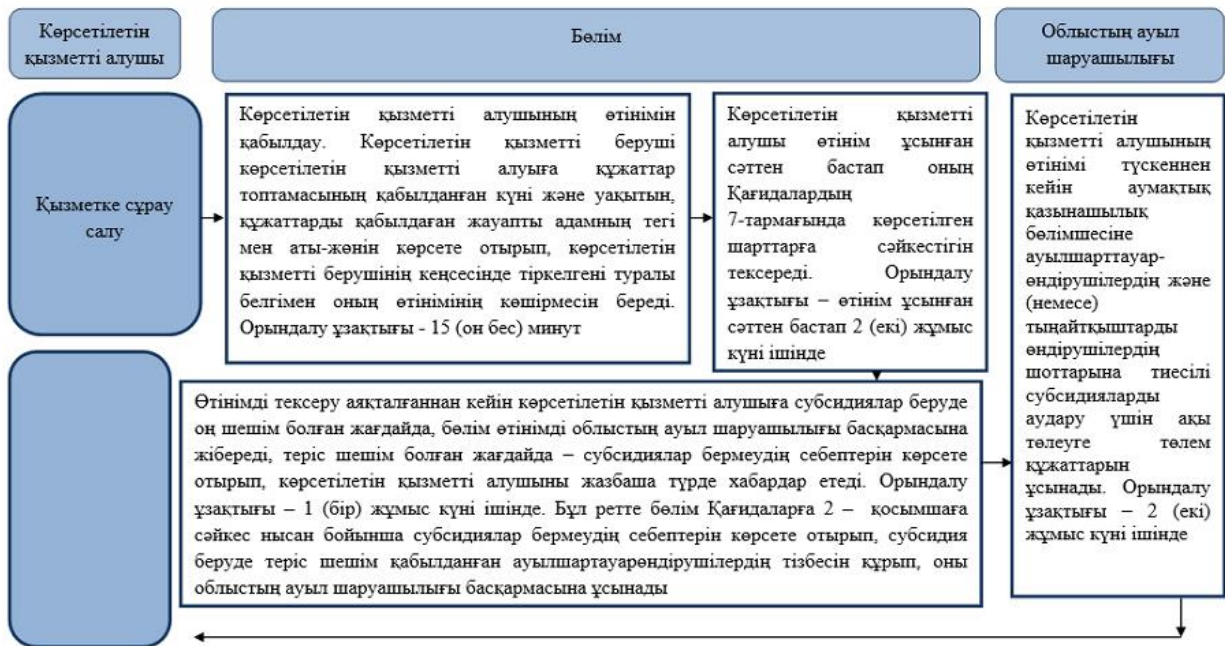 Көрсетілетін
қызметті алушы
Бөлім
Облыстың ауыл
шаруашылығы
Қызметке сұрау
салу
Көрсетілетін қызметті алушының өтінімін
қабылдау. Көрсетілетін қызметті беруші
көрсетілетін қызметті алуыға құжаттар
топтамасының қабылданған күні және уақытын,
құжаттарды қабылдаған жауапты адамның тегі
мен аты-жөнін көрсете отырып, көрсетілетін
қызметті берушінің кеңсесінде тіркелгені туралы
белгімен оның өтінімінің көшірмесін береді.
Орындалу ұзақтығы - 15 (он бес) минут
Көрсетілетін қызметті
алушы өтінім ұсынған
сәттен бастап оның
Қағидалардың
7-тармағында көрсетілген
шарттарға сәйкестігін
тексереді. Орындалу
ұзақтығы – өтінім ұсынған
сәттен бастап 2 (екі) жұмыс
күні ішінде
Көрсетілетін
қызметті алушының
өтінімі түскеннен
кейін аумақтық
қазынашылық
бөлімшесіне
ауылшарттауар-
өндірушілердің және
(немесе)
тыңайтқыштарды
өндірушілердің
шоттарына тиесілі
субсидияларды
аудару үшін ақы
төлеуге төлем
құжаттарын
ұсынады. Орындалу
ұзақтығы – 2 (екі)
жұмыс күні ішінде
Өтінімді тексеру аяқталғаннан кейін көрсетілетін қызметті алушыға субсидиялар беруде
оң шешім болған жағдайда, бөлім өтінімді облыстың ауыл шаруашылығы басқармасына
жібереді, теріс шешім болған жағдайда – субсидиялар бермеудің себептерін көрсете
отырып, көрсетілетін қызметті алушыны жазбаша түрде хабардар етеді. Орындалу
ұзақтығы – 1 (бір) жұмыс күні ішінде. Бұл ретте бөлім Қағидаларға 2 – қосымшаға
сәйкес нысан бойынша субсидиялар бермеудің себептерін көрсете отырып, субсидия
беруде теріс шешім қабылданған ауылшартауарөндірушілердің тізбесін құрып, оны
облыстың ауыл шаруашылығы басқармасына ұсынады